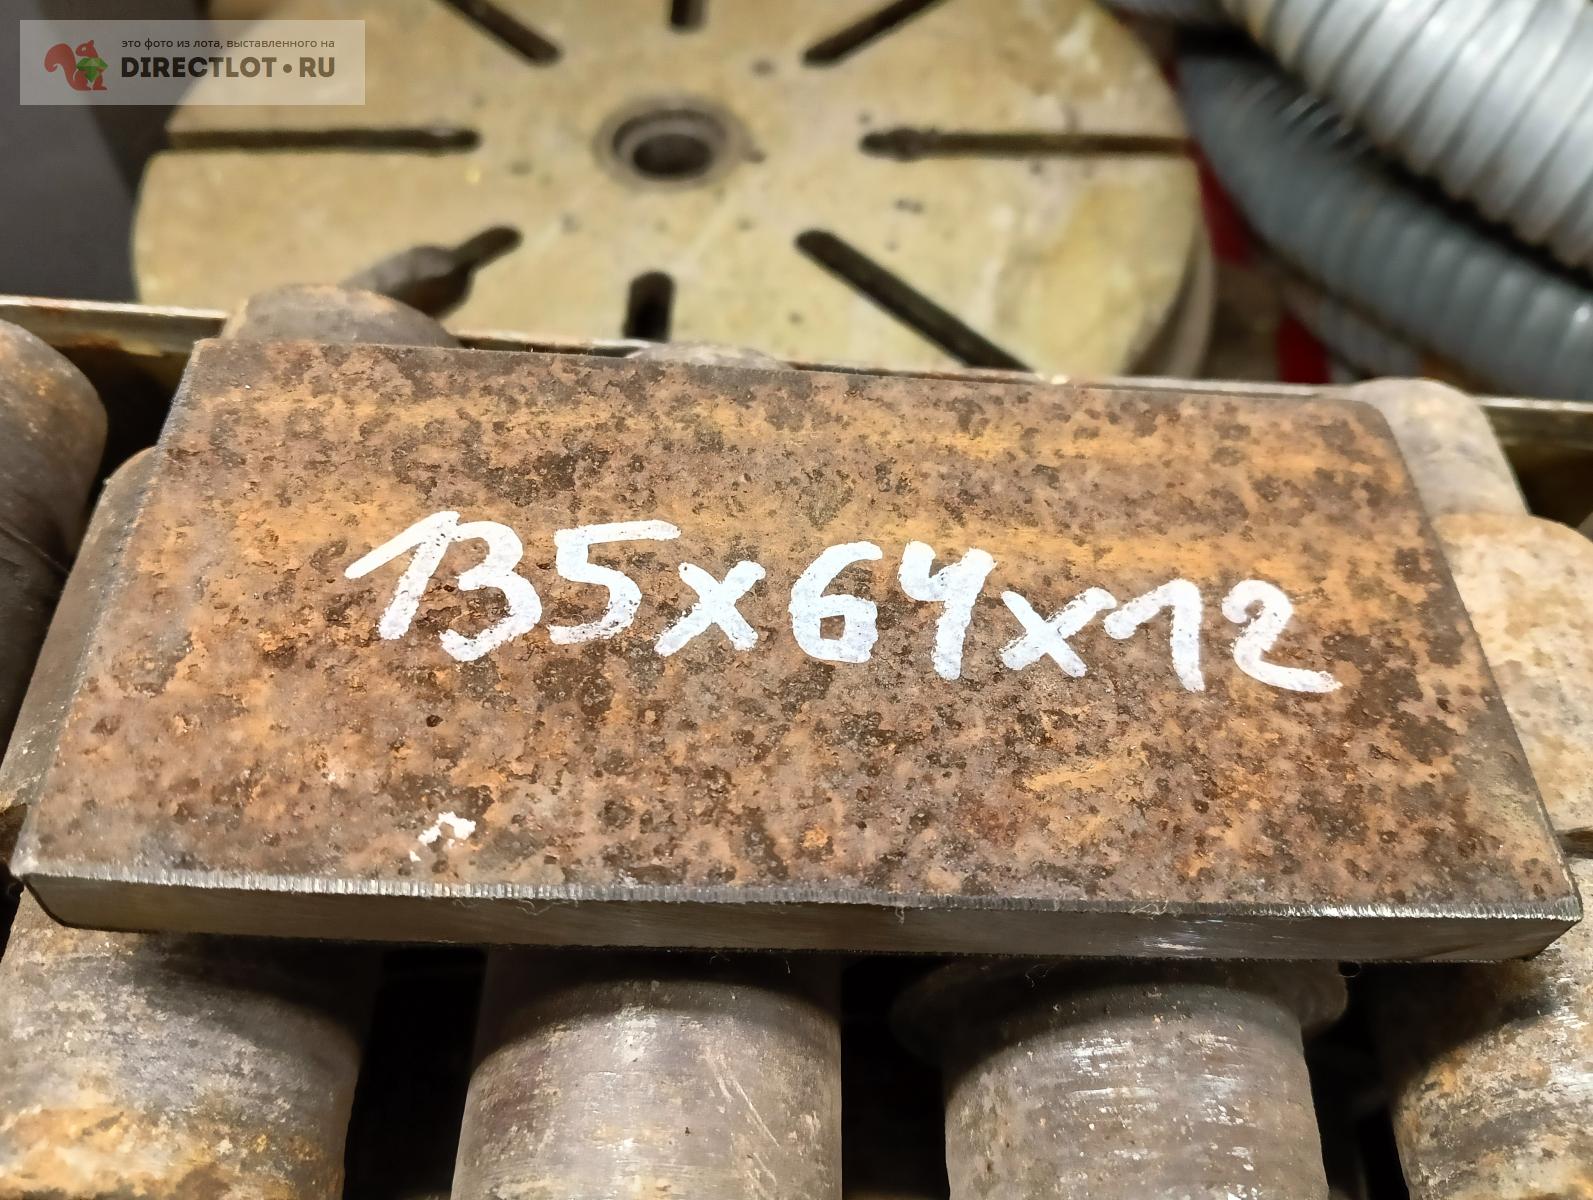 это фото из лота, выставленного на
DIRECTLOT•RU
135x64x12